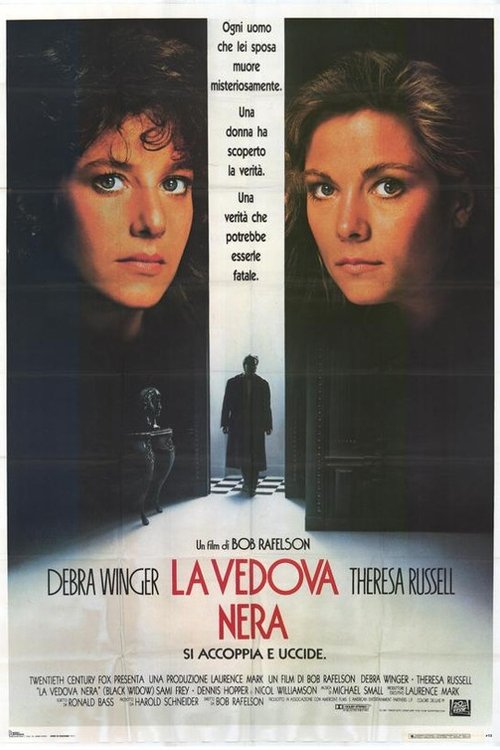 Ogni uomo
che lei sposa
muore
misteriosamente.
Una
donna ha
scoperto
la verità.
Una
verità che
potrebbe
esserle
fatale.
Un film di BOB RAFELSON
DEBRA WINGER LA VEDOVA THERESA RUSSELL
NERA
SI ACCOPPIA E UCCIDE.
TWENTIETH CENTURY FOX PRESENTA UNA PRODUZIONE LAURENCE MARK UN FILM DI BOB RAFELSON DEBRA WINGER · THERESA RUSSELL
"LA VEDOVA NERA" (BLACK WIDOW) SAMI FREY · DENNIS HOPPER E NICOL WILLIAMSON MICHAEL SMALL LAURENCE MARK
RONALD BASS HAROLD SCHNEIDER BOB RAFELSON